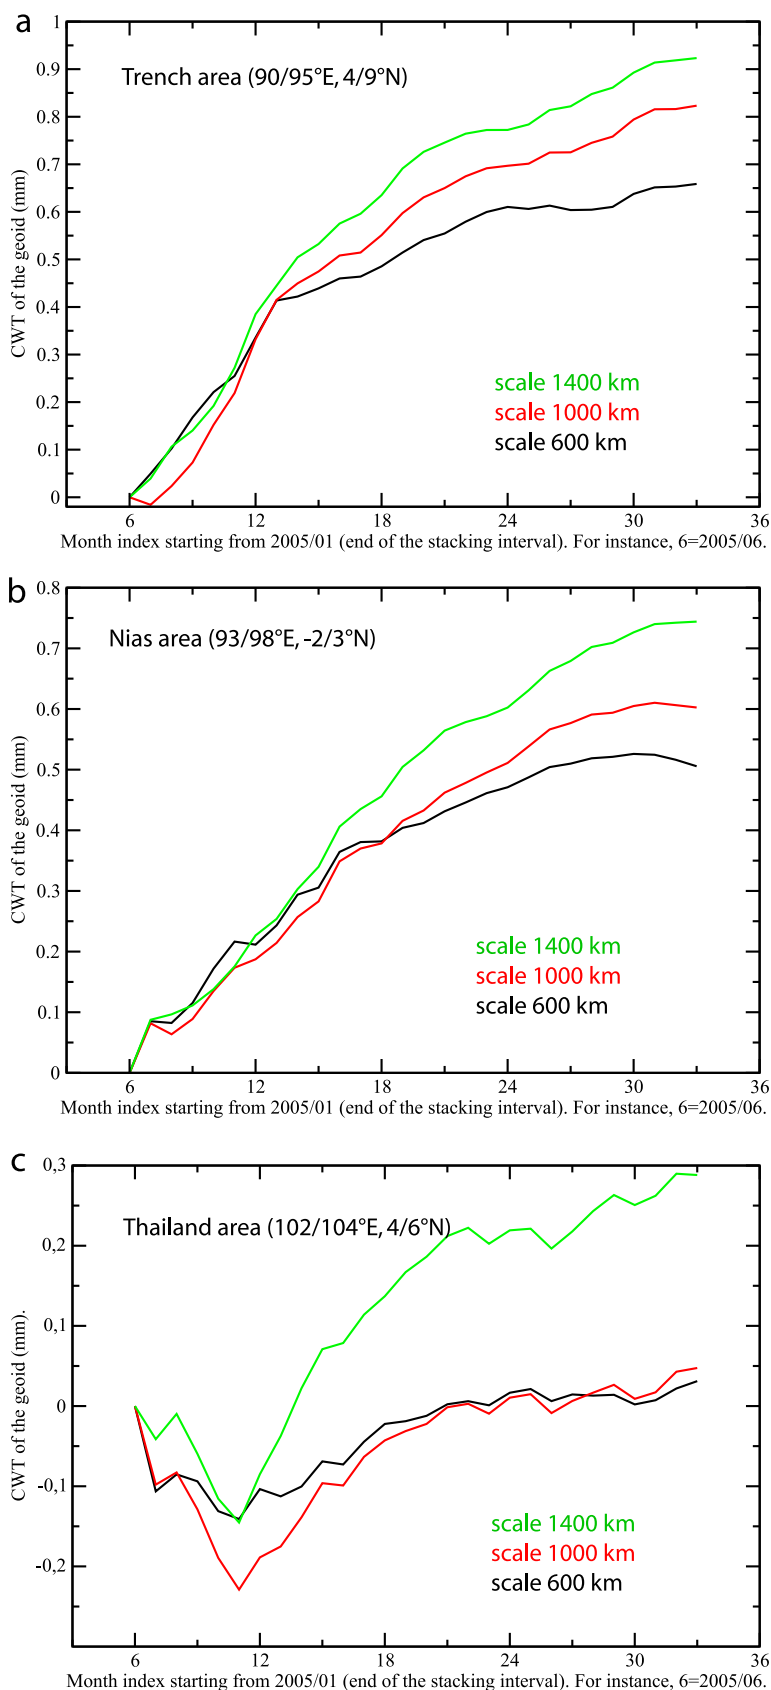 a
1
0.9
0.8
0.7
0.6
0.5
0.4
0.3
0.2
0.1
0
CWT of the geoid (mm)
Trench area (90/95°E, 4/9°N)
scale 1400 km
scale 1000 km
scale 600 km
6 12 18 24 30 36
Month index starting from 2005/01 (end of the stacking interval). For instance, 6=2005/06.
b
0.8
0.7
0.6
0.5
0.4
0.3
0.2
0.1
0
CWT of the geoid (mm)
Nias area (93/98°E, -2/3°N)
scale 1400 km
scale 1000 km
scale 600 km
6 12 18 24 30 36
Month index starting from 2005/01 (end of the stacking interval). For instance, 6=2005/06.
c
0,3
0,2
0,1
0
-0,1
-0,2
CWT of the geoid (mm).
Thailand area (102/104°E, 4/6°N)
scale 1400 km
scale 1000 km
scale 600 km
6 12 18 24 30 36
Month index starting from 2005/01 (end of the stacking interval). For instance, 6=2005/06.